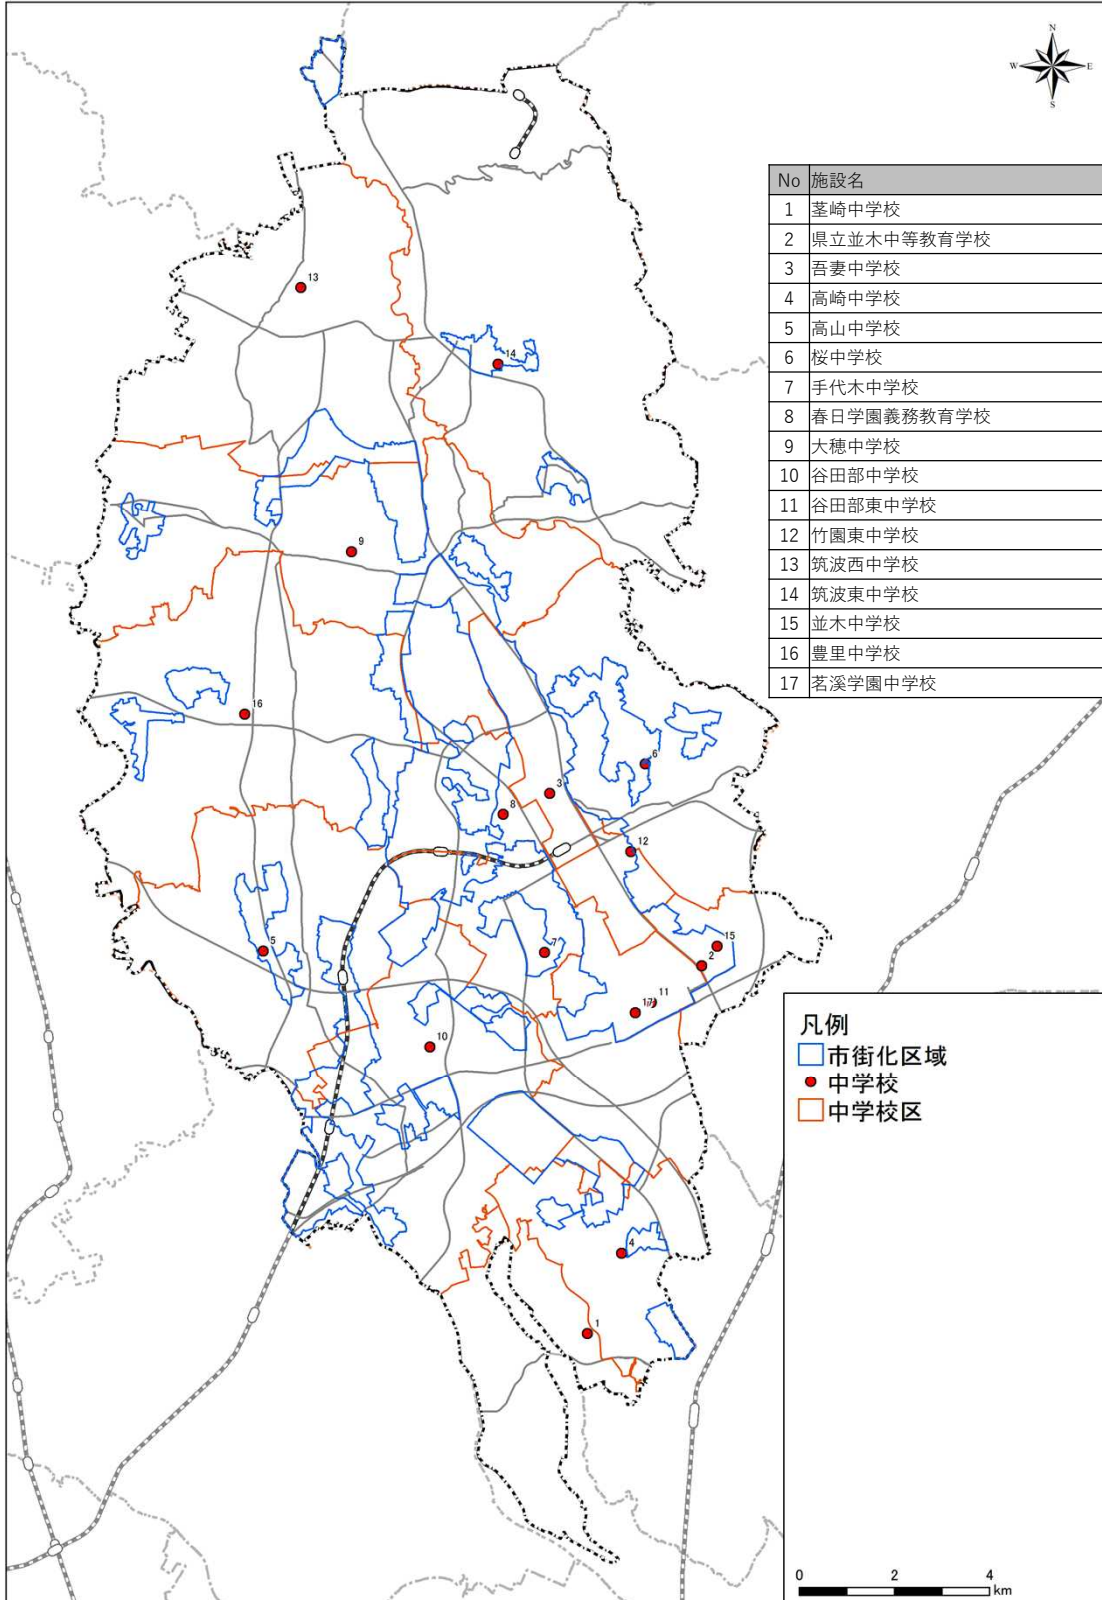 N
W
E
S
No 施設名
1 茎崎中学校
2 県立並木中等教育学校
3 吾妻中学校
4 高崎中学校
5 高山中学校
6 桜中学校
7 手代木中学校
8 春日学園義務教育学校
9 大穂中学校
10 谷田部中学校
11 谷田部東中学校
12 竹園東中学校
13 筑波西中学校
14 筑波東中学校
15 並木中学校
16 豊里中学校
17 茗溪学園中学校
13
14
9
16
6
3
8
12
5
7
15
2
11
17
10
4
1
凡例
市街化区域
中学校
中学校区
0 2 4
km